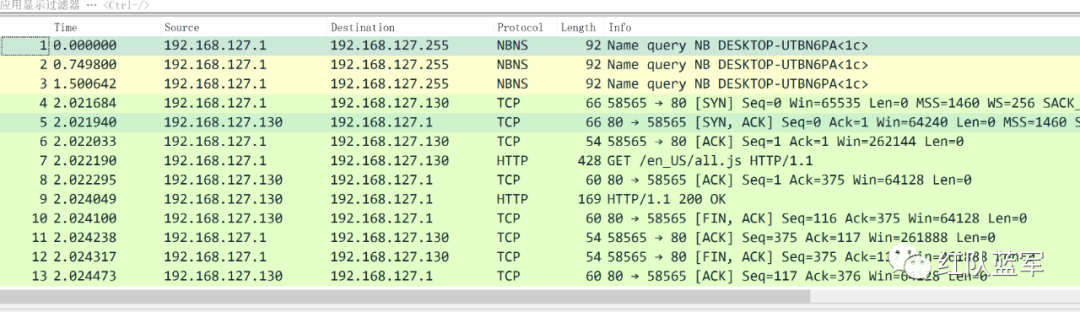 应用显示过滤器 … <Ctrl-/>
Time Source Destination Protocol Length Info
1 0.000000 192.168.127.1 192.168.127.255 NBNS 92 Name query NB DESKTOP-UTBN6PA<1c>
2 0.749800 192.168.127.1 192.168.127.255 NBNS 92 Name query NB DESKTOP-UTBN6PA<1c>
3 1.500642 192.168.127.1 192.168.127.255 NBNS 92 Name query NB DESKTOP-UTBN6PA<1c>
4 2.021684 192.168.127.1 192.168.127.130 TCP 66 58565 → 80 [SYN] Seq=0 Win=65535 Len=0 MSS=1460 WS=256 SACK_
5 2.021940 192.168.127.130 192.168.127.1 TCP 66 80 → 58565 [SYN, ACK] Seq=0 Ack=1 Win=64240 Len=0 MSS=1460 S
6 2.022033 192.168.127.1 192.168.127.130 TCP 54 58565 → 80 [ACK] Seq=1 Ack=1 Win=262144 Len=0
7 2.022190 192.168.127.1 192.168.127.130 HTTP 428 GET /en_US/all.js HTTP/1.1
8 2.022295 192.168.127.130 192.168.127.1 TCP 60 80 → 58565 [ACK] Seq=1 Ack=375 Win=64128 Len=0
9 2.024049 192.168.127.130 192.168.127.1 HTTP 169 HTTP/1.1 200 OK
10 2.024100 192.168.127.130 192.168.127.1 TCP 60 80 → 58565 [FIN, ACK] Seq=116 Ack=375 Win=64128 Len=0
11 2.024238 192.168.127.1 192.168.127.130 TCP 54 58565 → 80 [ACK] Seq=375 Ack=117 Win=261888 Len=0
12 2.024317 192.168.127.1 192.168.127.130 TCP 54 58565 → 80 [FIN, ACK] Seq=375
13 2.024473 192.168.127.130 192.168.127.1 TCP 60 80 → 58565 [ACK] Seq=117 Ack=376
红队蓝军